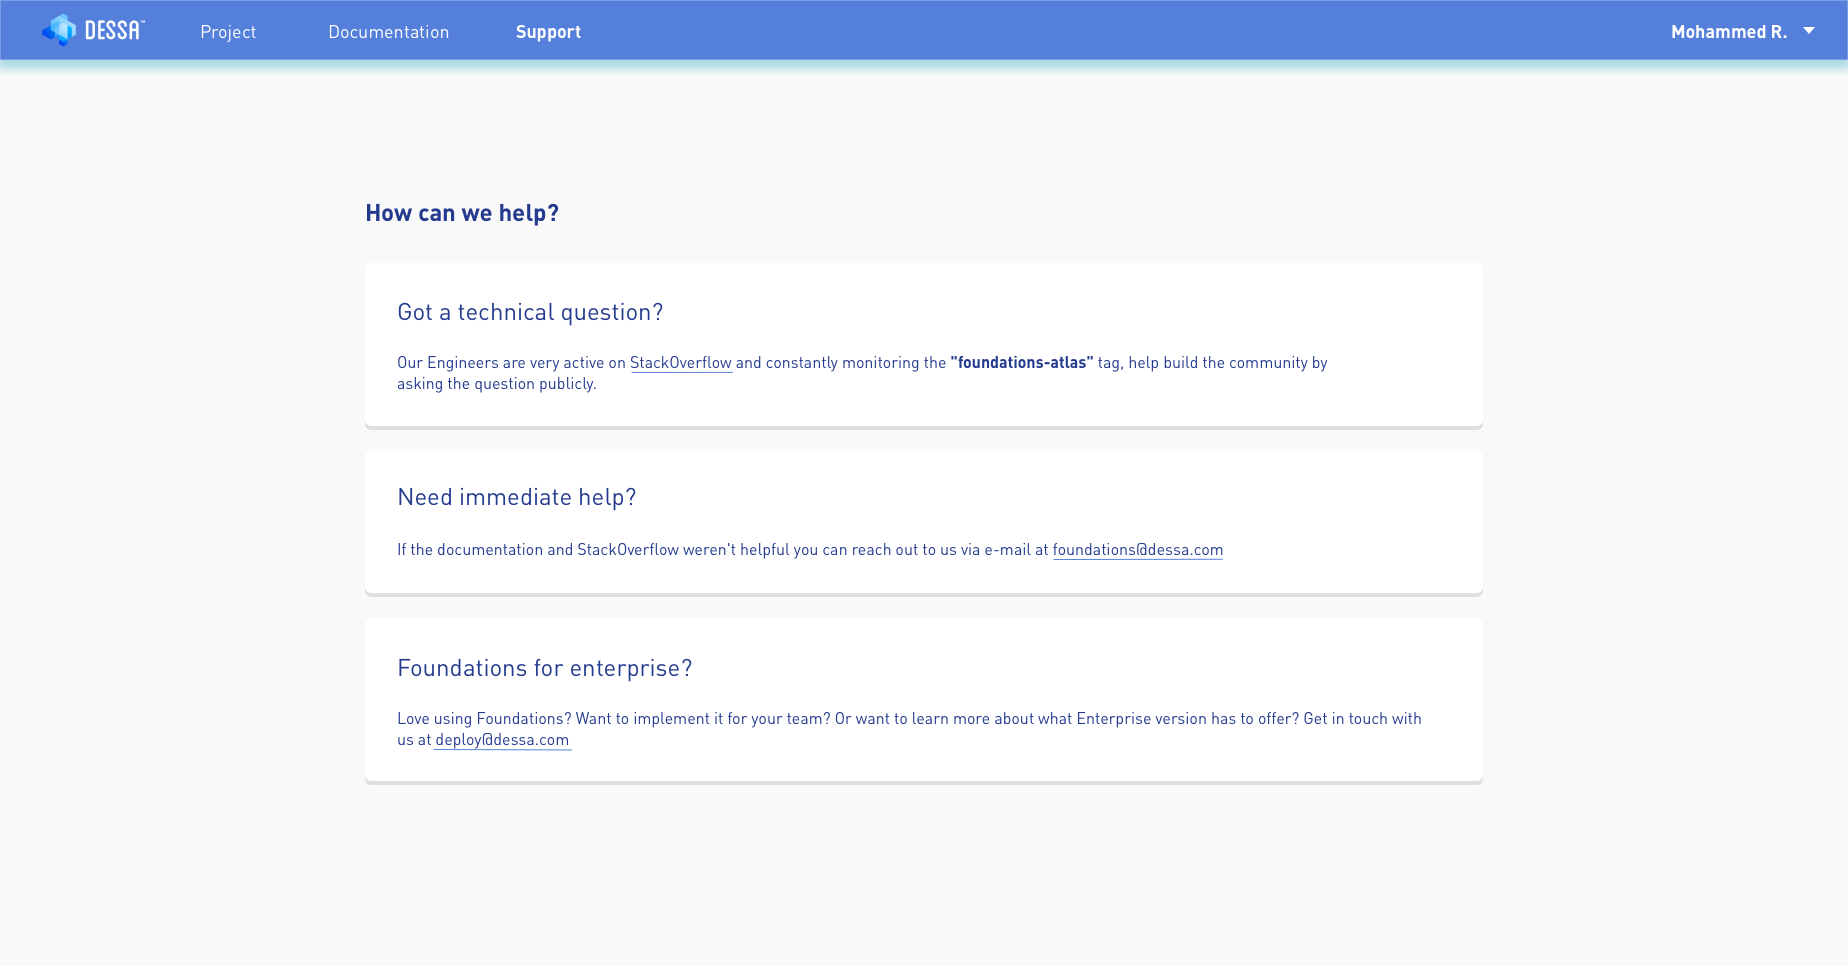 DESSA™ Project Documentation Support Mohammed R.
How can we help?
Got a technical question?
Our Engineers are very active on StackOverflow and constantly monitoring the "foundations-atlas" tag, help build the community by
asking the question publicly.
Need immediate help?
If the documentation and StackOverflow weren't helpful you can reach out to us via e-mail at foundations@dessa.com
Foundations for enterprise?
Love using Foundations? Want to implement it for your team? Or want to learn more about what Enterprise version has to offer? Get in touch with
us at deploy@dessa.com